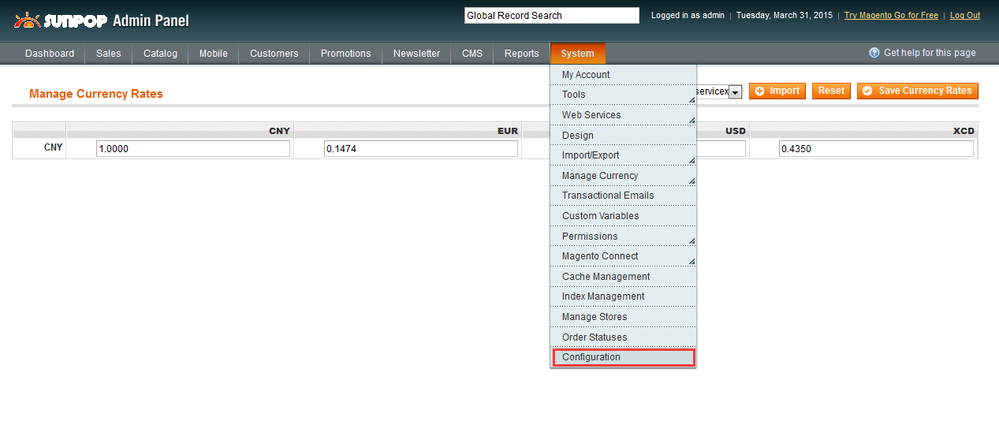 SUNPOP Admin Panel
Global Record Search
Logged in as admin | Tuesday, March 31, 2015 | Try Magento Go for Free | Log Out
Dashboard Sales Catalog Mobile Customers Promotions Newsletter CMS Reports System
Get help for this page
My Account
Tools
Web Services
Design
Import/Export
Manage Currency
Transactional Emails
Custom Variables
Permissions
Magento Connect
Cache Management
Index Management
Manage Stores
Order Statuses
Configuration
Manage Currency Rates
servicex Import Reset Save Currency Rates
CNY EUR USD XCD
CNY 1.0000 0.1474 0.4350